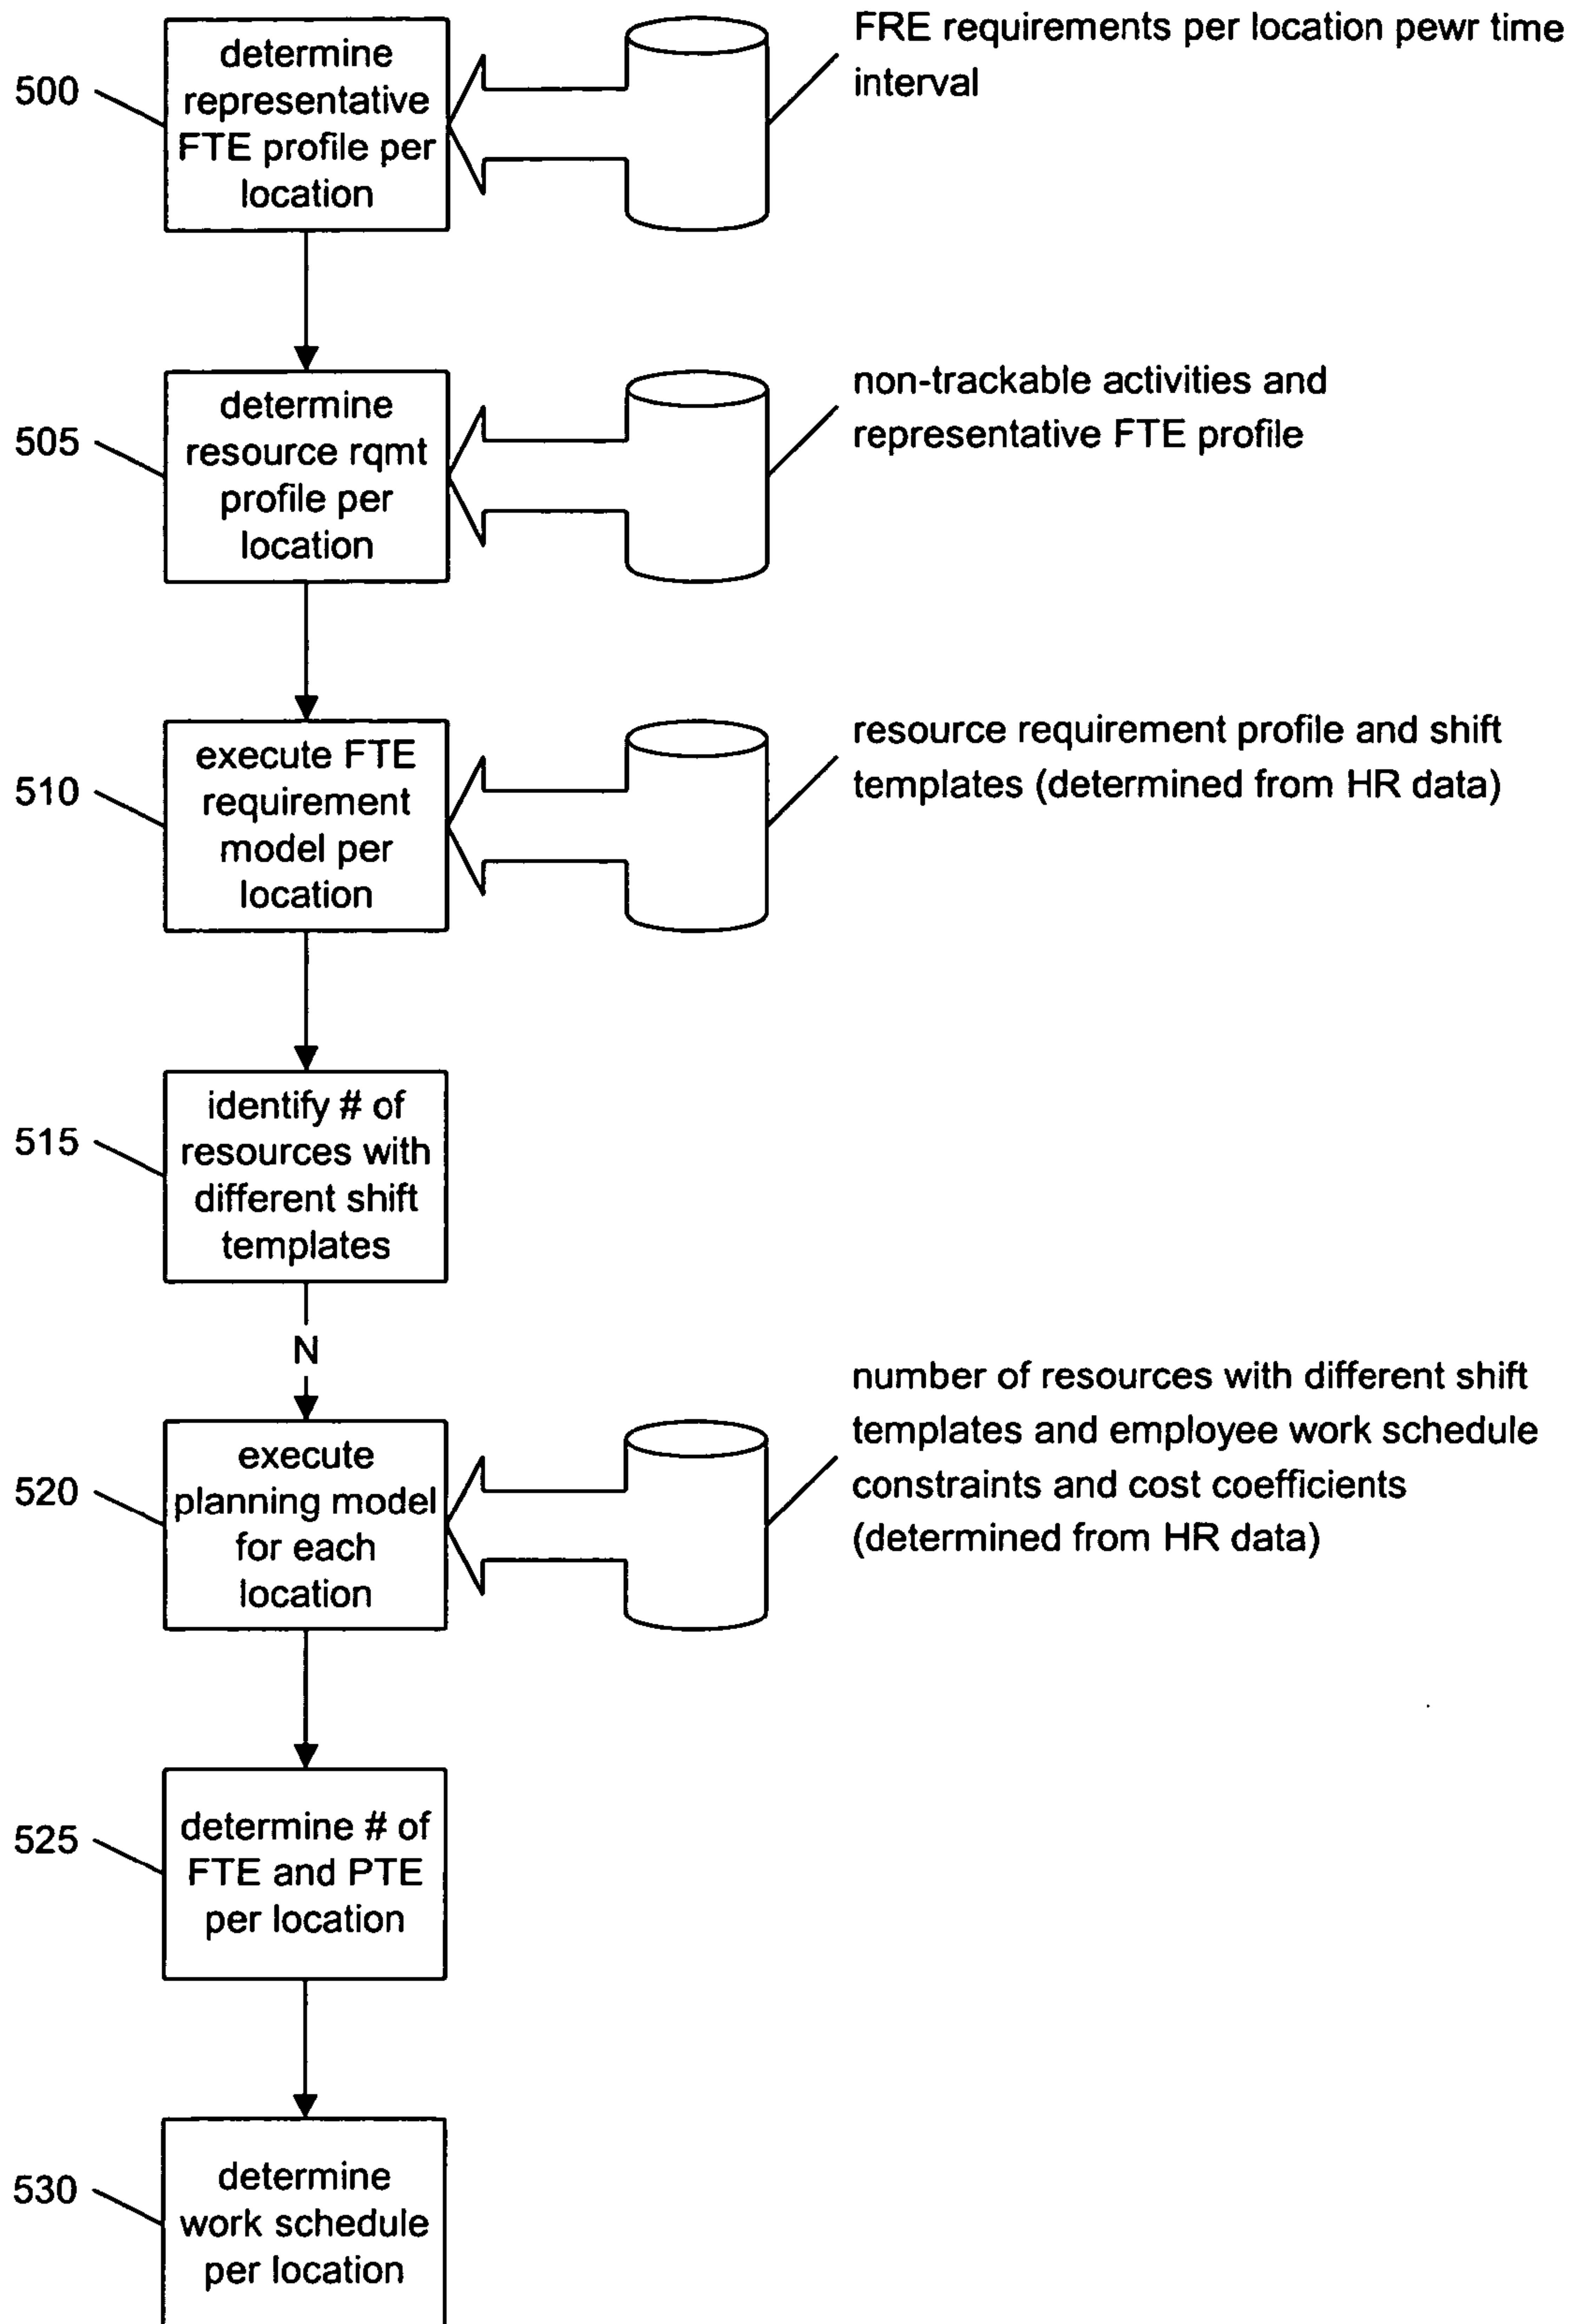 500
determine
representative
FTE profile per
location
FRE requirements per location pewr time
interval
505
determine
resource rqmt
profile per
location
non-trackable activities and
representative FTE profile
510
execute FTE
requirement
model per
location
resource requirement profile and shift
templates (determined from HR data)
515
identify # of
resources with
different shift
templates
N
520
execute
planning model
for each
location
number of resources with different shift
templates and employee work schedule
constraints and cost coefficients
(determined from HR data)
525
determine # of
FTE and PTE
per location
530
determine
work schedule
per location